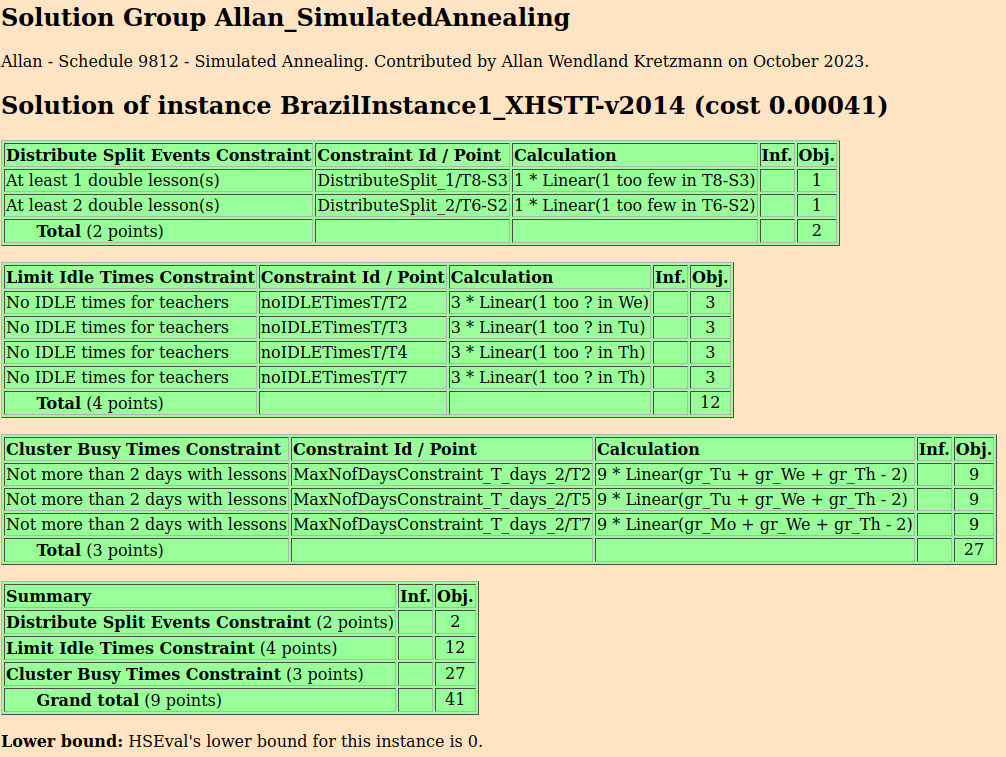 Solution Group Allan_SimulatedAnnealing
Allan - Schedule 9812 - Simulated Annealing. Contributed by Allan Wendland Kretzmann on October 2023.
Solution of instance BrazilInstance1_XHSTT-v2014 (cost 0.00041)
Distribute Split Events Constraint Constraint Id / Point Calculation Inf. Obj.
At least 1 double lesson(s) DistributeSplit_1/T8-S3 1 * Linear(1 too few in T8-S3) 1
At least 2 double lesson(s) DistributeSplit_2/T6-S2 1 * Linear(1 too few in T6-S2) 1
Total (2 points) 2
Limit Idle Times Constraint Constraint Id / Point Calculation Inf. Obj.
No IDLE times for teachers noIDLETimesT/T2 3 * Linear(1 too ? in We) 3
No IDLE times for teachers noIDLETimesT/T3 3 * Linear(1 too ? in Tu) 3
No IDLE times for teachers noIDLETimesT/T4 3 * Linear(1 too ? in Th) 3
No IDLE times for teachers noIDLETimesT/T7 3 * Linear(1 too ? in Th) 3
Total (4 points) 12
Cluster Busy Times Constraint Constraint Id / Point Calculation Inf. Obj.
Not more than 2 days with lessons MaxNofDaysConstraint_T_days_2/T2 9 * Linear(gr_Tu + gr_We + gr_Th - 2) 9
Not more than 2 days with lessons MaxNofDaysConstraint_T_days_2/T5 9 * Linear(gr_Tu + gr_We + gr_Th - 2) 9
Not more than 2 days with lessons MaxNofDaysConstraint_T_days_2/T7 9 * Linear(gr_Mo + gr_We + gr_Th - 2) 9
Total (3 points) 27
Summary Inf. Obj.
Distribute Split Events Constraint (2 points) 2
Limit Idle Times Constraint (4 points) 12
Cluster Busy Times Constraint (3 points) 27
Grand total (9 points) 41
Lower bound: HSEval's lower bound for this instance is 0.